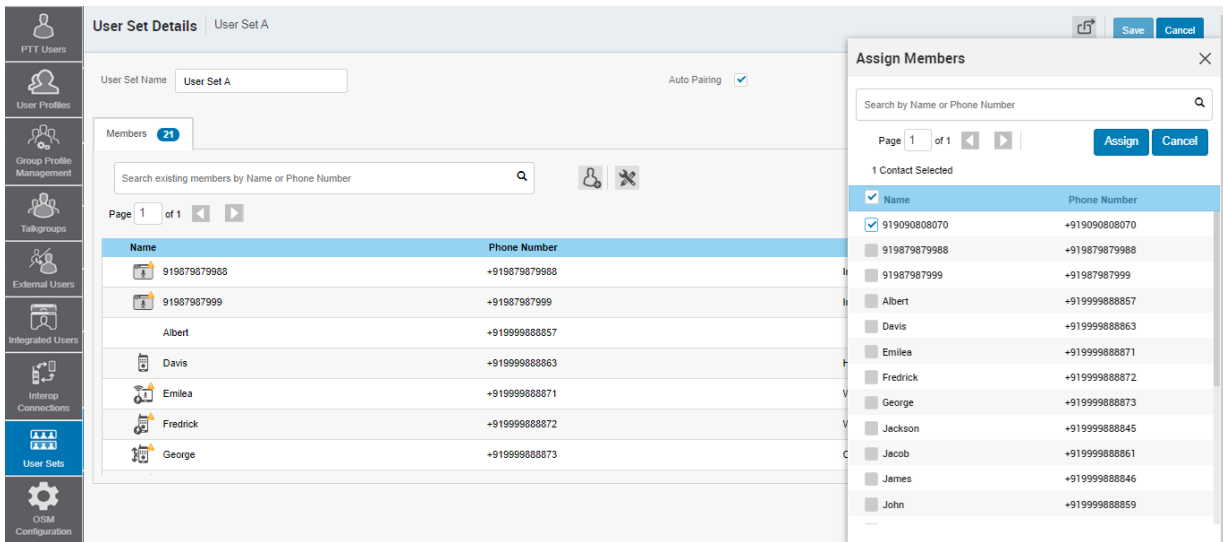 PTT Users
User Profiles
Group Profile
Management
Talkgroups
External Users
Integrated Users
Interop
Connections
User Sets
OSM
Configuration
User Set Details User Set A
Save Cancel
User Set Name User Set A Auto Pairing
Members 21
Search existing members by Name or Phone Number
Page 1 of 1
Name Phone Number
919879879988 +919879879988
91987987999 +91987987999
Albert +919999888857
Davis +919999888863
Emilea +919999888871
Fredrick +919999888872
George +919999888873
Assign Members
Search by Name or Phone Number
Page 1 of 1 Assign Cancel
1 Contact Selected
Name Phone Number
919090808070 +919090808070
919879879988 +919879879988
91987987999 +91987987999
Albert +919999888857
Davis +919999888863
Emilea +919999888871
Fredrick +919999888872
George +919999888873
Jackson +919999888845
Jacob +919999888861
James +919999888846
John +919999888859